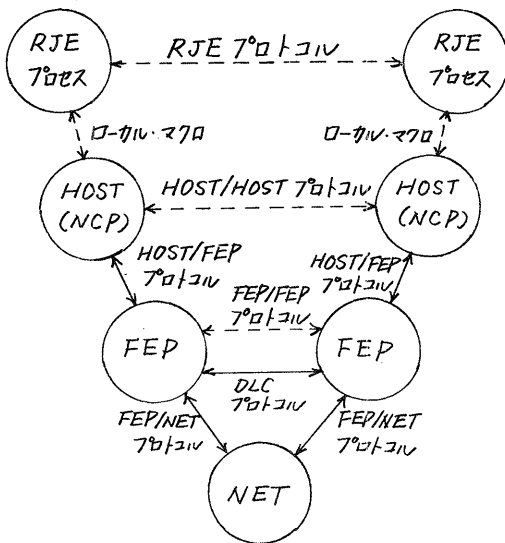 RJE
プロセス
RJE プロトコル
RJE
プロセス
ローカル・マクロ
ローカル・マクロ
HOST
(NCP)
HOST/HOST プロトコル
HOST
(NCP)
HOST/FEP
プロトコル
HOST/FEP
プロトコル
FEP/FEP
プロトコル
FEP
FEP
DLC
プロトコル
FEP/NET
プロトコル
FEP/NET
プロトコル
NET